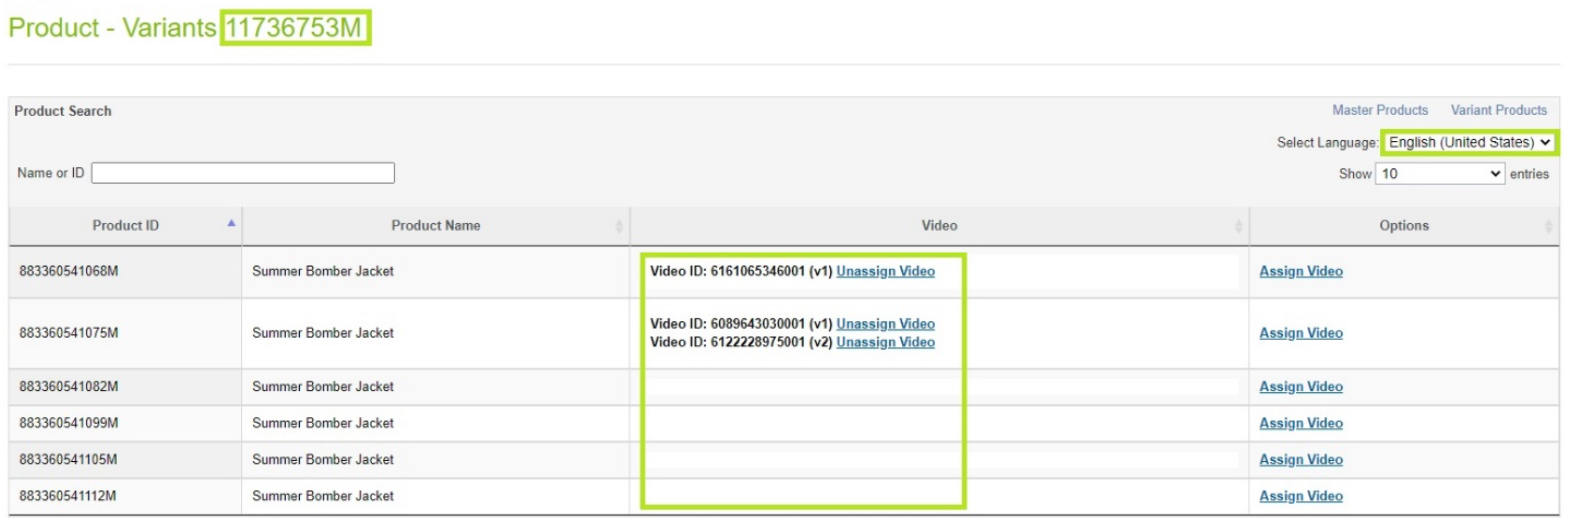 Product - Variants 11736753M
Product Search
Master Products Variant Products
Select Language: English (United States)
Name or ID
Show 10 entries
Product ID Product Name Video Options
883360541068M Summer Bomber Jacket Video ID: 6161065346001 (v1) Unassign Video Assign Video
883360541075M Summer Bomber Jacket Video ID: 6089643030001 (v1) Unassign Video Assign Video
Video ID: 6122228975001 (v2) Unassign Video
883360541082M Summer Bomber Jacket Assign Video
883360541099M Summer Bomber Jacket Assign Video
883360541105M Summer Bomber Jacket Assign Video
883360541112M Summer Bomber Jacket Assign Video